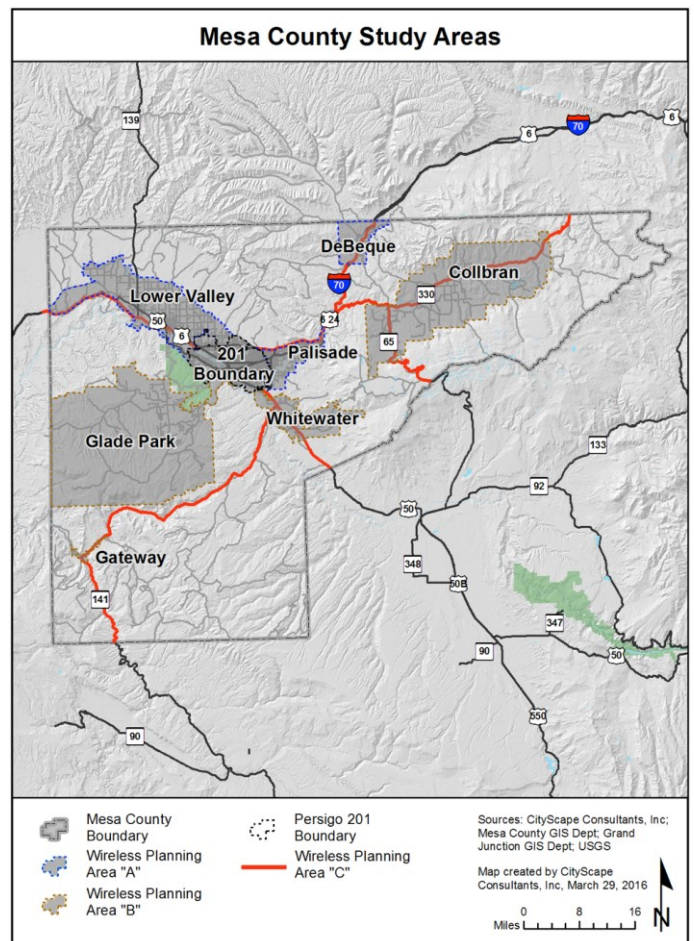 Mesa County Study Areas
139
6
70
6
DeBeque
Collbran
70
330
Lower Valley
50
6
6 24
65
Palisade
201
Boundary
Whitewater
Glade Park
133
92
50
Gateway
348
50B
141
347
90
50
550
90
Mesa County
Boundary
Wireless Planning
Area "A"
Wireless Planning
Area "B"
Persigo 201
Boundary
Wireless Planning
Area "C"
Sources: CityScape Consultants, Inc;
Mesa County GIS Dept; Grand
Junction GIS Dept; USGS
Map created by CityScape
Consultants, Inc, March 29, 2016
0 8 16
Miles
N